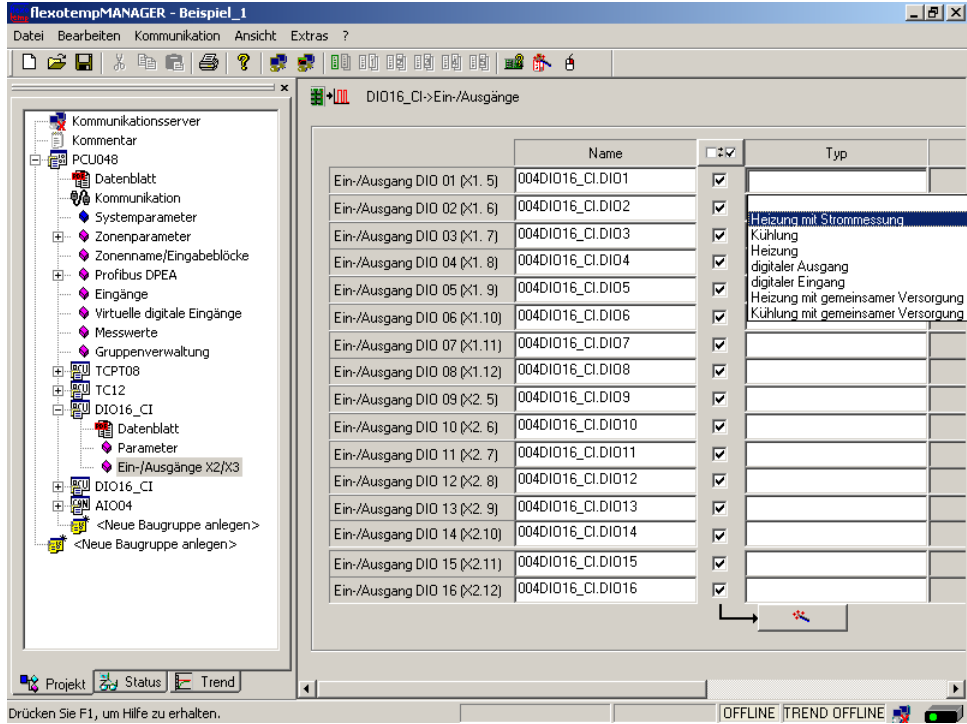 flexotempMANAGER - Beispiel_1
Datei Bearbeiten Kommunikation Ansicht Extras ?
DIO16_CI->Ein-/Ausgänge
Kommunikationsserver
Kommentar
PCU048
Datenblatt
Kommunikation
Systemparameter
Zonenparameter
Zonenname/Eingabeblöcke
Profibus DPEA
Eingänge
Virtuelle digitale Eingänge
Messwerte
Gruppenverwaltung
TCPT08
TC12
DIO16_CI
Datenblatt
Parameter
Ein-/Ausgänge X2/X3
DIO16_CI
AIO04
<Neue Baugruppe anlegen>
<Neue Baugruppe anlegen>
Projekt Status Trend
Name Typ
Ein-/Ausgang DIO 01 (X1. 5) 004DIO16_CI.DIO1
Ein-/Ausgang DIO 02 (X1. 6) 004DIO16_CI.DIO2
Ein-/Ausgang DIO 03 (X1. 7) 004DIO16_CI.DIO3
Ein-/Ausgang DIO 04 (X1. 8) 004DIO16_CI.DIO4
Ein-/Ausgang DIO 05 (X1. 9) 004DIO16_CI.DIO5
Ein-/Ausgang DIO 06 (X1.10) 004DIO16_CI.DIO6
Ein-/Ausgang DIO 07 (X1.11) 004DIO16_CI.DIO7
Ein-/Ausgang DIO 08 (X1.12) 004DIO16_CI.DIO8
Ein-/Ausgang DIO 09 (X2. 5) 004DIO16_CI.DIO9
Ein-/Ausgang DIO 10 (X2. 6) 004DIO16_CI.DIO10
Ein-/Ausgang DIO 11 (X2. 7) 004DIO16_CI.DIO11
Ein-/Ausgang DIO 12 (X2. 8) 004DIO16_CI.DIO12
Ein-/Ausgang DIO 13 (X2. 9) 004DIO16_CI.DIO13
Ein-/Ausgang DIO 14 (X2.10) 004DIO16_CI.DIO14
Ein-/Ausgang DIO 15 (X2.11) 004DIO16_CI.DIO15
Ein-/Ausgang DIO 16 (X2.12) 004DIO16_CI.DIO16
Heizung mit Strommessung
Kühlung
Heizung
digitaler Ausgang
digitaler Eingang
Heizung mit gemeinsamer Versorgung
Kühlung mit gemeinsamer Versorgung
Drücken Sie F1, um Hilfe zu erhalten.
OFFLINE TREND OFFLINE